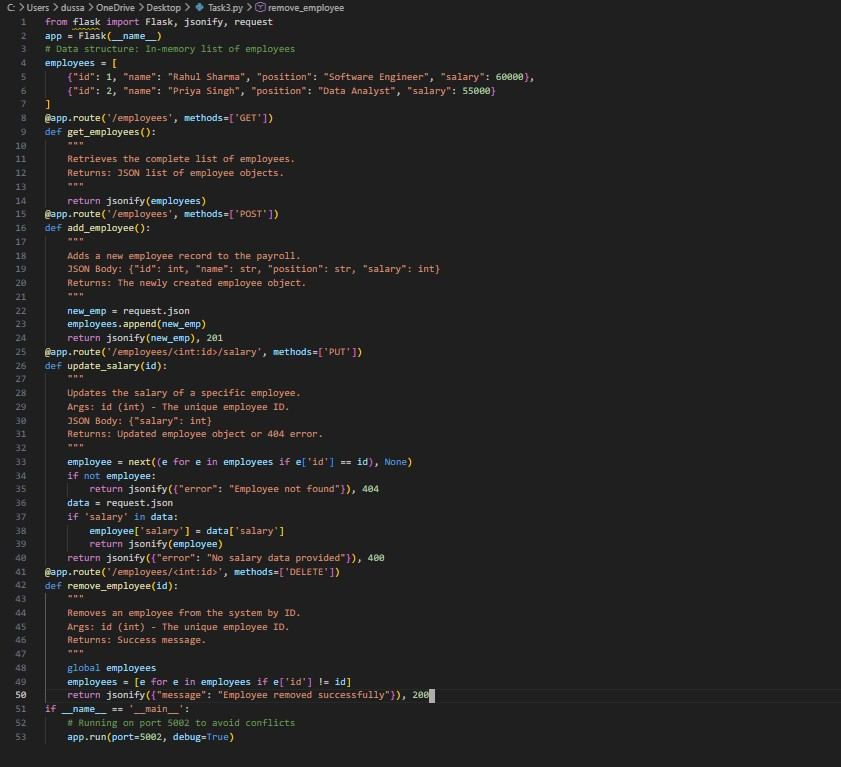 C: > Users > dussa > OneDrive > Desktop > Task3.py > remove_employee
1 from flask import Flask, jsonify, request
2 app = Flask(__name__)
3 # Data structure: In-memory list of employees
4 employees = [
5     {"id": 1, "name": "Rahul Sharma", "position": "Software Engineer", "salary": 60000},
6     {"id": 2, "name": "Priya Singh", "position": "Data Analyst", "salary": 55000}
7 ]
8 @app.route('/employees', methods=['GET'])
9 def get_employees():
10     """
11     Retrieves the complete list of employees.
12     Returns: JSON list of employee objects.
13     """
14     return jsonify(employees)
15 @app.route('/employees', methods=['POST'])
16 def add_employee():
17     """
18     Adds a new employee record to the payroll.
19     JSON Body: {"id": int, "name": str, "position": str, "salary": int}
20     Returns: The newly created employee object.
21     """
22     new_emp = request.json
23     employees.append(new_emp)
24     return jsonify(new_emp), 201
25 @app.route('/employees/<int:id>/salary', methods=['PUT'])
26 def update_salary(id):
27     """
28     Updates the salary of a specific employee.
29     Args: id (int) - The unique employee ID.
30     JSON Body: {"salary": int}
31     Returns: Updated employee object or 404 error.
32     """
33     employee = next((e for e in employees if e['id'] == id), None)
34     if not employee:
35         return jsonify({"error": "Employee not found"}), 404
36     data = request.json
37     if 'salary' in data:
38         employee['salary'] = data['salary']
39         return jsonify(employee)
40     return jsonify({"error": "No salary data provided"}), 400
41 @app.route('/employees/<int:id>', methods=['DELETE'])
42 def remove_employee(id):
43     """
44     Removes an employee from the system by ID.
45     Args: id (int) - The unique employee ID.
46     Returns: Success message.
47     """
48     global employees
49     employees = [e for e in employees if e['id'] != id]
50     return jsonify({"message": "Employee removed successfully"}), 200
51 if __name__ == '__main__':
52     # Running on port 5002 to avoid conflicts
53     app.run(port=5002, debug=True)